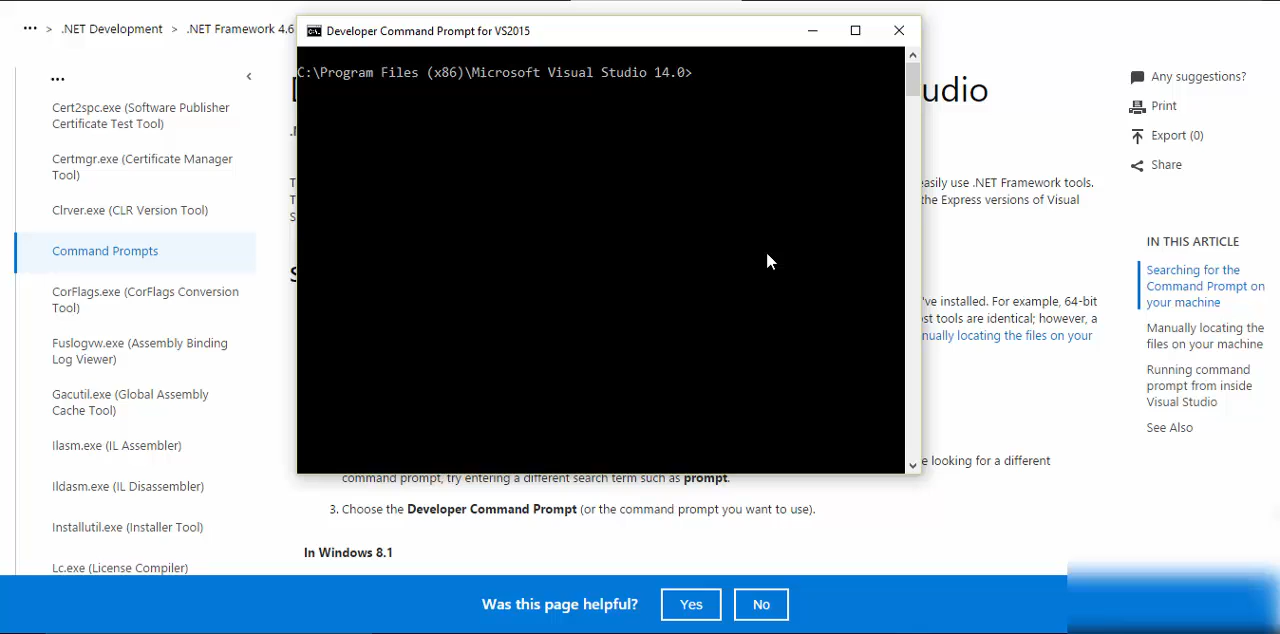 ... > .NET Development > .NET Framework 4.6
...
Cert2spc.exe (Software Publisher
Certificate Test Tool)
Certmgr.exe (Certificate Manager
Tool)
Clrver.exe (CLR Version Tool)
Command Prompts
CorFlags.exe (CorFlags Conversion
Tool)
Fuslogvw.exe (Assembly Binding
Log Viewer)
Gacutil.exe (Global Assembly
Cache Tool)
Ilasm.exe (IL Assembler)
Ildasm.exe (IL Disassembler)
Installutil.exe (Installer Tool)
Lc.exe (License Compiler)
Developer Command Prompt for VS2015
C:\Program Files (x86)\Microsoft Visual Studio 14.0>
udio
easily use .NET Framework tools.
the Express versions of Visual
've installed. For example, 64-bit
st tools are identical; however, a
nually locating the files on your
e looking for a different
command prompt, try entering a different search term such as prompt.
3. Choose the Developer Command Prompt (or the command prompt you want to use).
In Windows 8.1
Any suggestions?
Print
Export (0)
Share
IN THIS ARTICLE
Searching for the
Command Prompt on
your machine
Manually locating the
files on your machine
Running command
prompt from inside
Visual Studio
See Also
Was this page helpful? Yes No